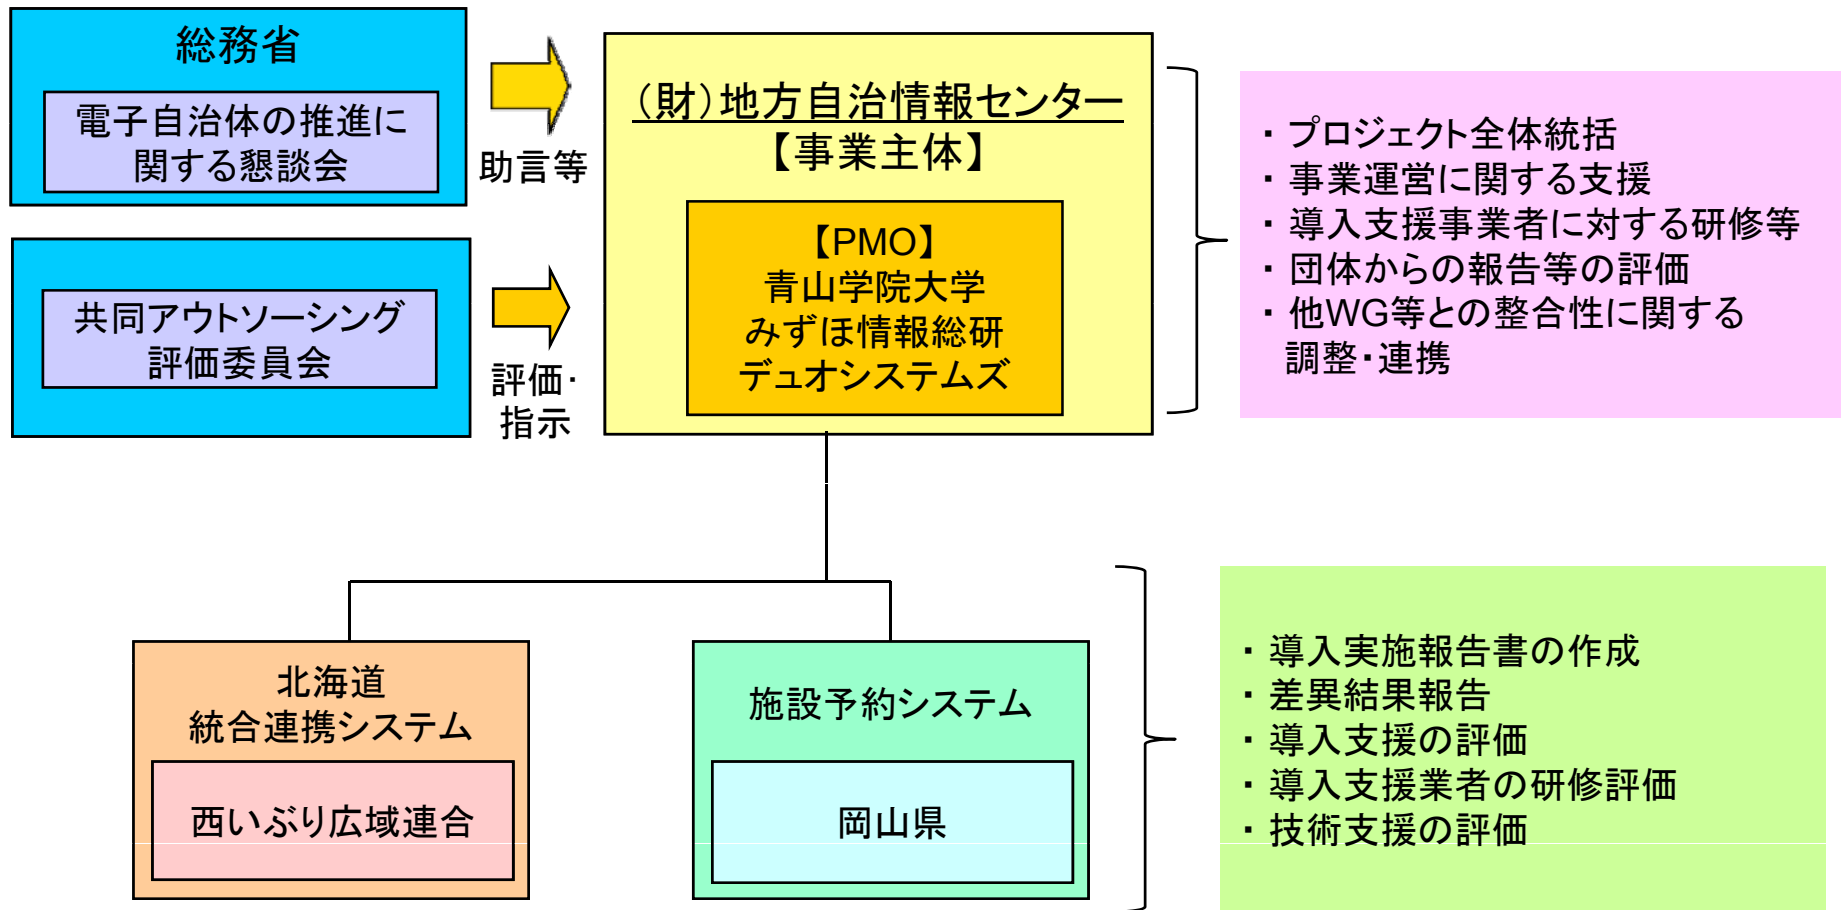 総務省
電子自治体の推進に
関する懇談会
助言等
共同アウトソーシング
評価委員会
評価・
指示
（財）地方自治情報センター
【事業主体】
【PMO】
青山学院大学
みずほ情報総研
デュオシステムズ
・ プロジェクト全体統括
・ 事業運営に関する支援
・ 導入支援事業者に対する研修等
・ 団体からの報告等の評価
・ 他WG等との整合性に関する
調整・連携
北海道
統合連携システム
西いぶり広域連合
施設予約システム
岡山県
・ 導入実施報告書の作成
・ 差異結果報告
・ 導入支援の評価
・ 導入支援業者の研修評価
・ 技術支援の評価